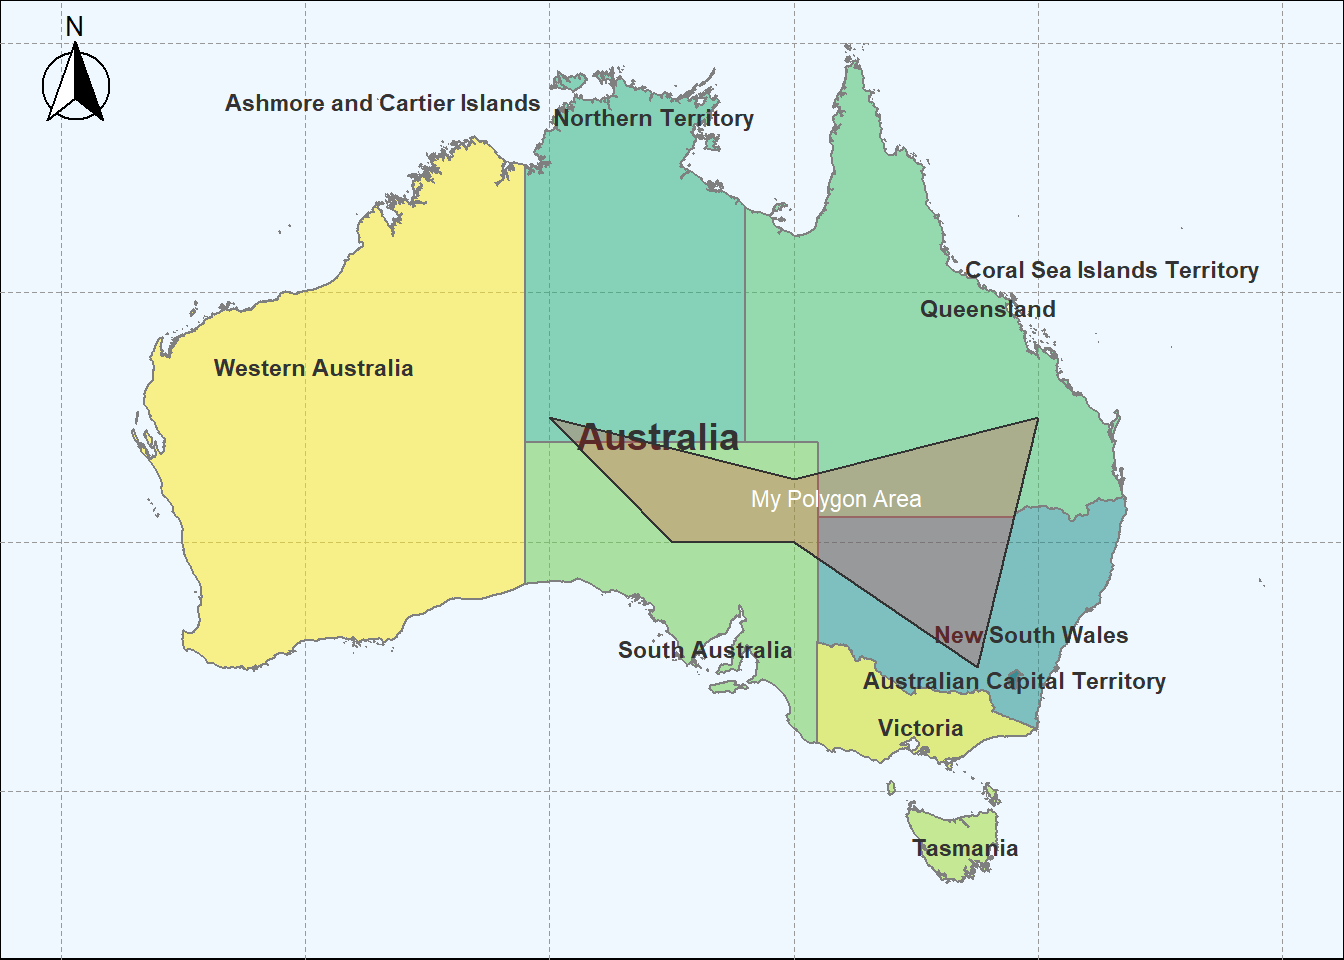 N
Ashmore and Cartier Islands
Northern Territory
Coral Sea Islands Territory
Queensland
Western Australia
Australia
My Polygon Area
New South Wales
South Australia
Australian Capital Territory
Victoria
Tasmania